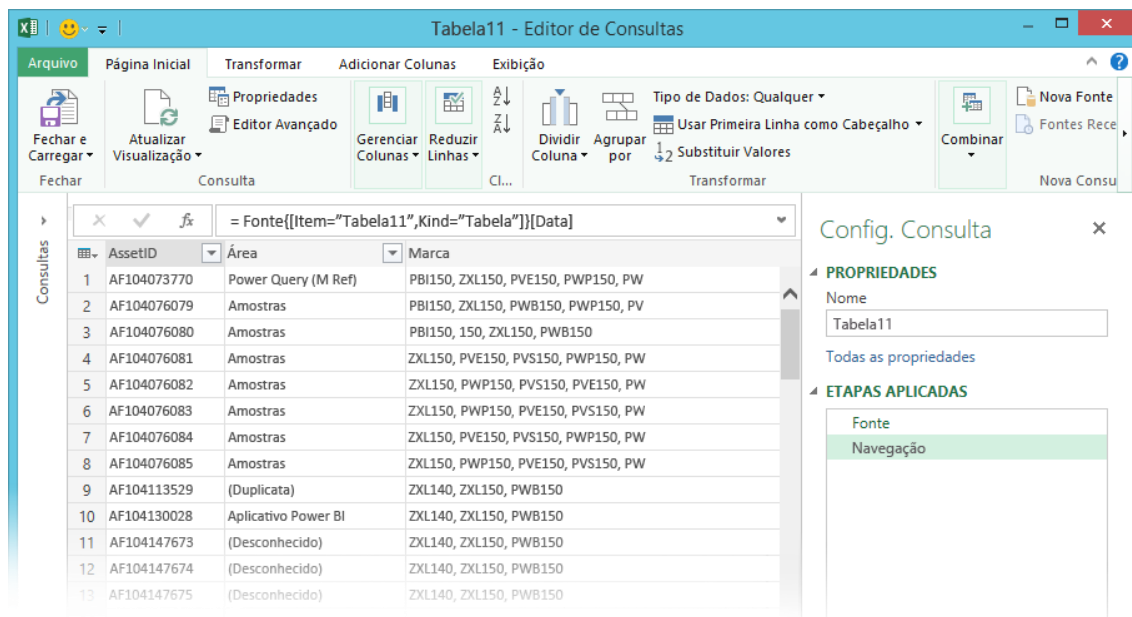 Tabela11 - Editor de Consultas
Arquivo Página Inicial Transformar Adicionar Colunas Exibição
Fechar e Carregar
Fechar
Atualizar Visualização
Propriedades
Editor Avançado
Consulta
Gerenciar Colunas
Reduzir Linhas
Cl...
Dividir Coluna
Agrupar por
Tipo de Dados: Qualquer
Usar Primeira Linha como Cabeçalho
Substituir Valores
Transformar
Combinar
Nova Fonte
Fontes Rece
Nova Consu
Consultas
fx = Fonte{[Item="Tabela11",Kind="Tabela"]}[Data]
AssetID Área Marca
1 AF104073770 Power Query (M Ref) PBI150, ZXL150, PVE150, PWP150, PW
2 AF104076079 Amostras PBI150, ZXL150, PWB150, PWP150, PV
3 AF104076080 Amostras PBI150, 150, ZXL150, PWB150
4 AF104076081 Amostras ZXL150, PVE150, PVS150, PWP150, PW
5 AF104076082 Amostras ZXL150, PWP150, PVS150, PVE150, PW
6 AF104076083 Amostras ZXL150, PWP150, PVE150, PVS150, PW
7 AF104076084 Amostras ZXL150, PVE150, PVS150, PWP150, PW
8 AF104076085 Amostras ZXL150, PWP150, PVE150, PVS150, PW
9 AF104113529 (Duplicata) ZXL140, ZXL150, PWB150
10 AF104130028 Aplicativo Power BI ZXL140, ZXL150, PWB150
11 AF104147673 (Desconhecido) ZXL140, ZXL150, PWB150
12 AF104147674 (Desconhecido) ZXL140, ZXL150, PWB150
13 AF104147675 (Desconhecido) ZXL140, ZXL150, PWB150
Config. Consulta
PROPRIEDADES
Nome
Tabela11
Todas as propriedades
ETAPAS APLICADAS
Fonte
Navegação